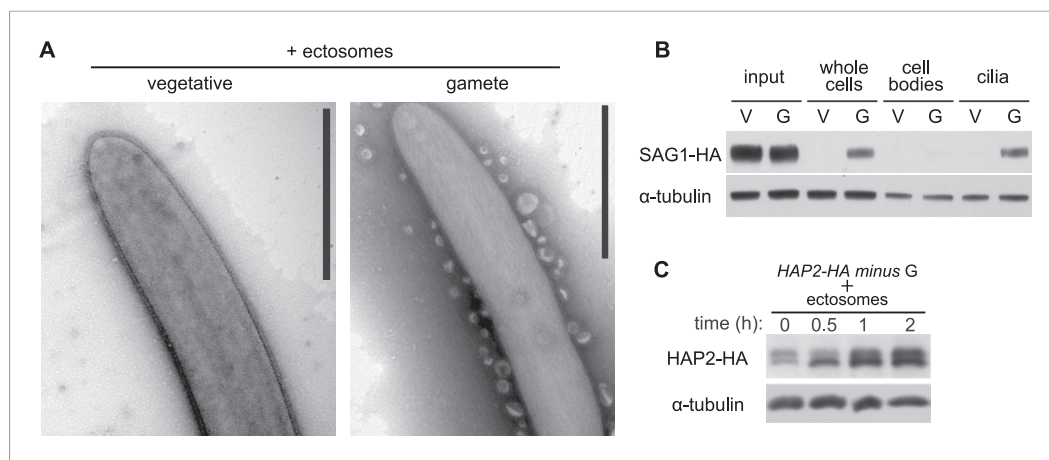 A
+ ectosomes
vegetative gamete
B
input whole cells cell bodies cilia
V G V G V G V G
SAG1-HA
α-tubulin
C
HAP2-HA minus G
+
ectosomes
time (h): 0 0.5 1 2
HAP2-HA
α-tubulin